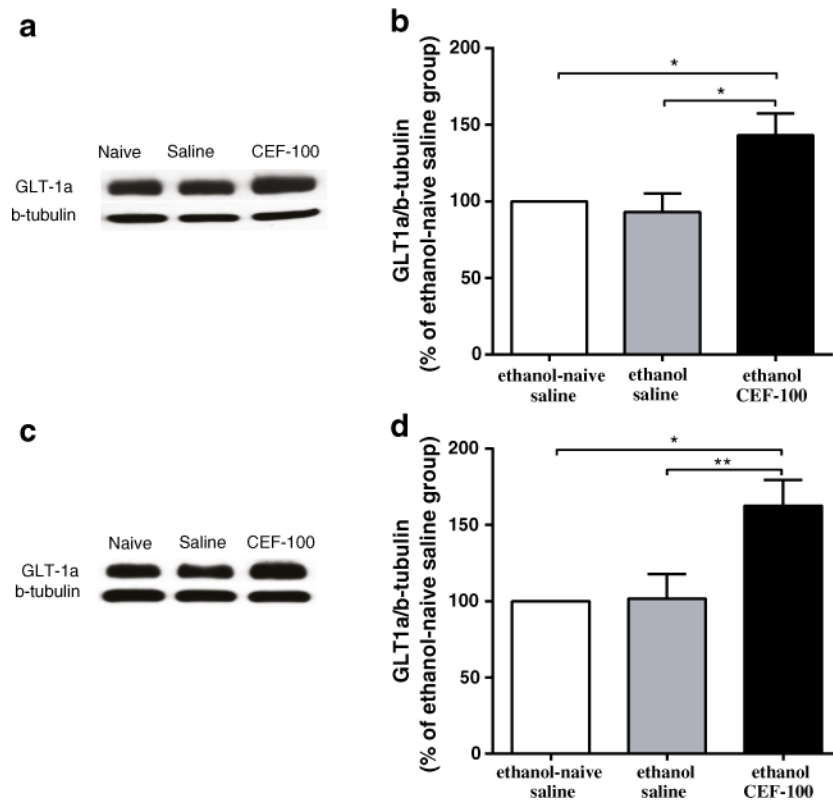 a
Naive Saline CEF-100
GLT-1a
b-tubulin
b
GLT1a/b-tubulin
(% of ethanol-naive saline group)
200
150
100
50
0
*
*
ethanol-naive
saline
ethanol
saline
ethanol
CEF-100
c
Naive Saline CEF-100
GLT-1a
b-tubulin
d
GLT1a/b-tubulin
(% of ethanol-naive saline group)
200
150
100
50
0
*
**
ethanol-naive
saline
ethanol
saline
ethanol
CEF-100